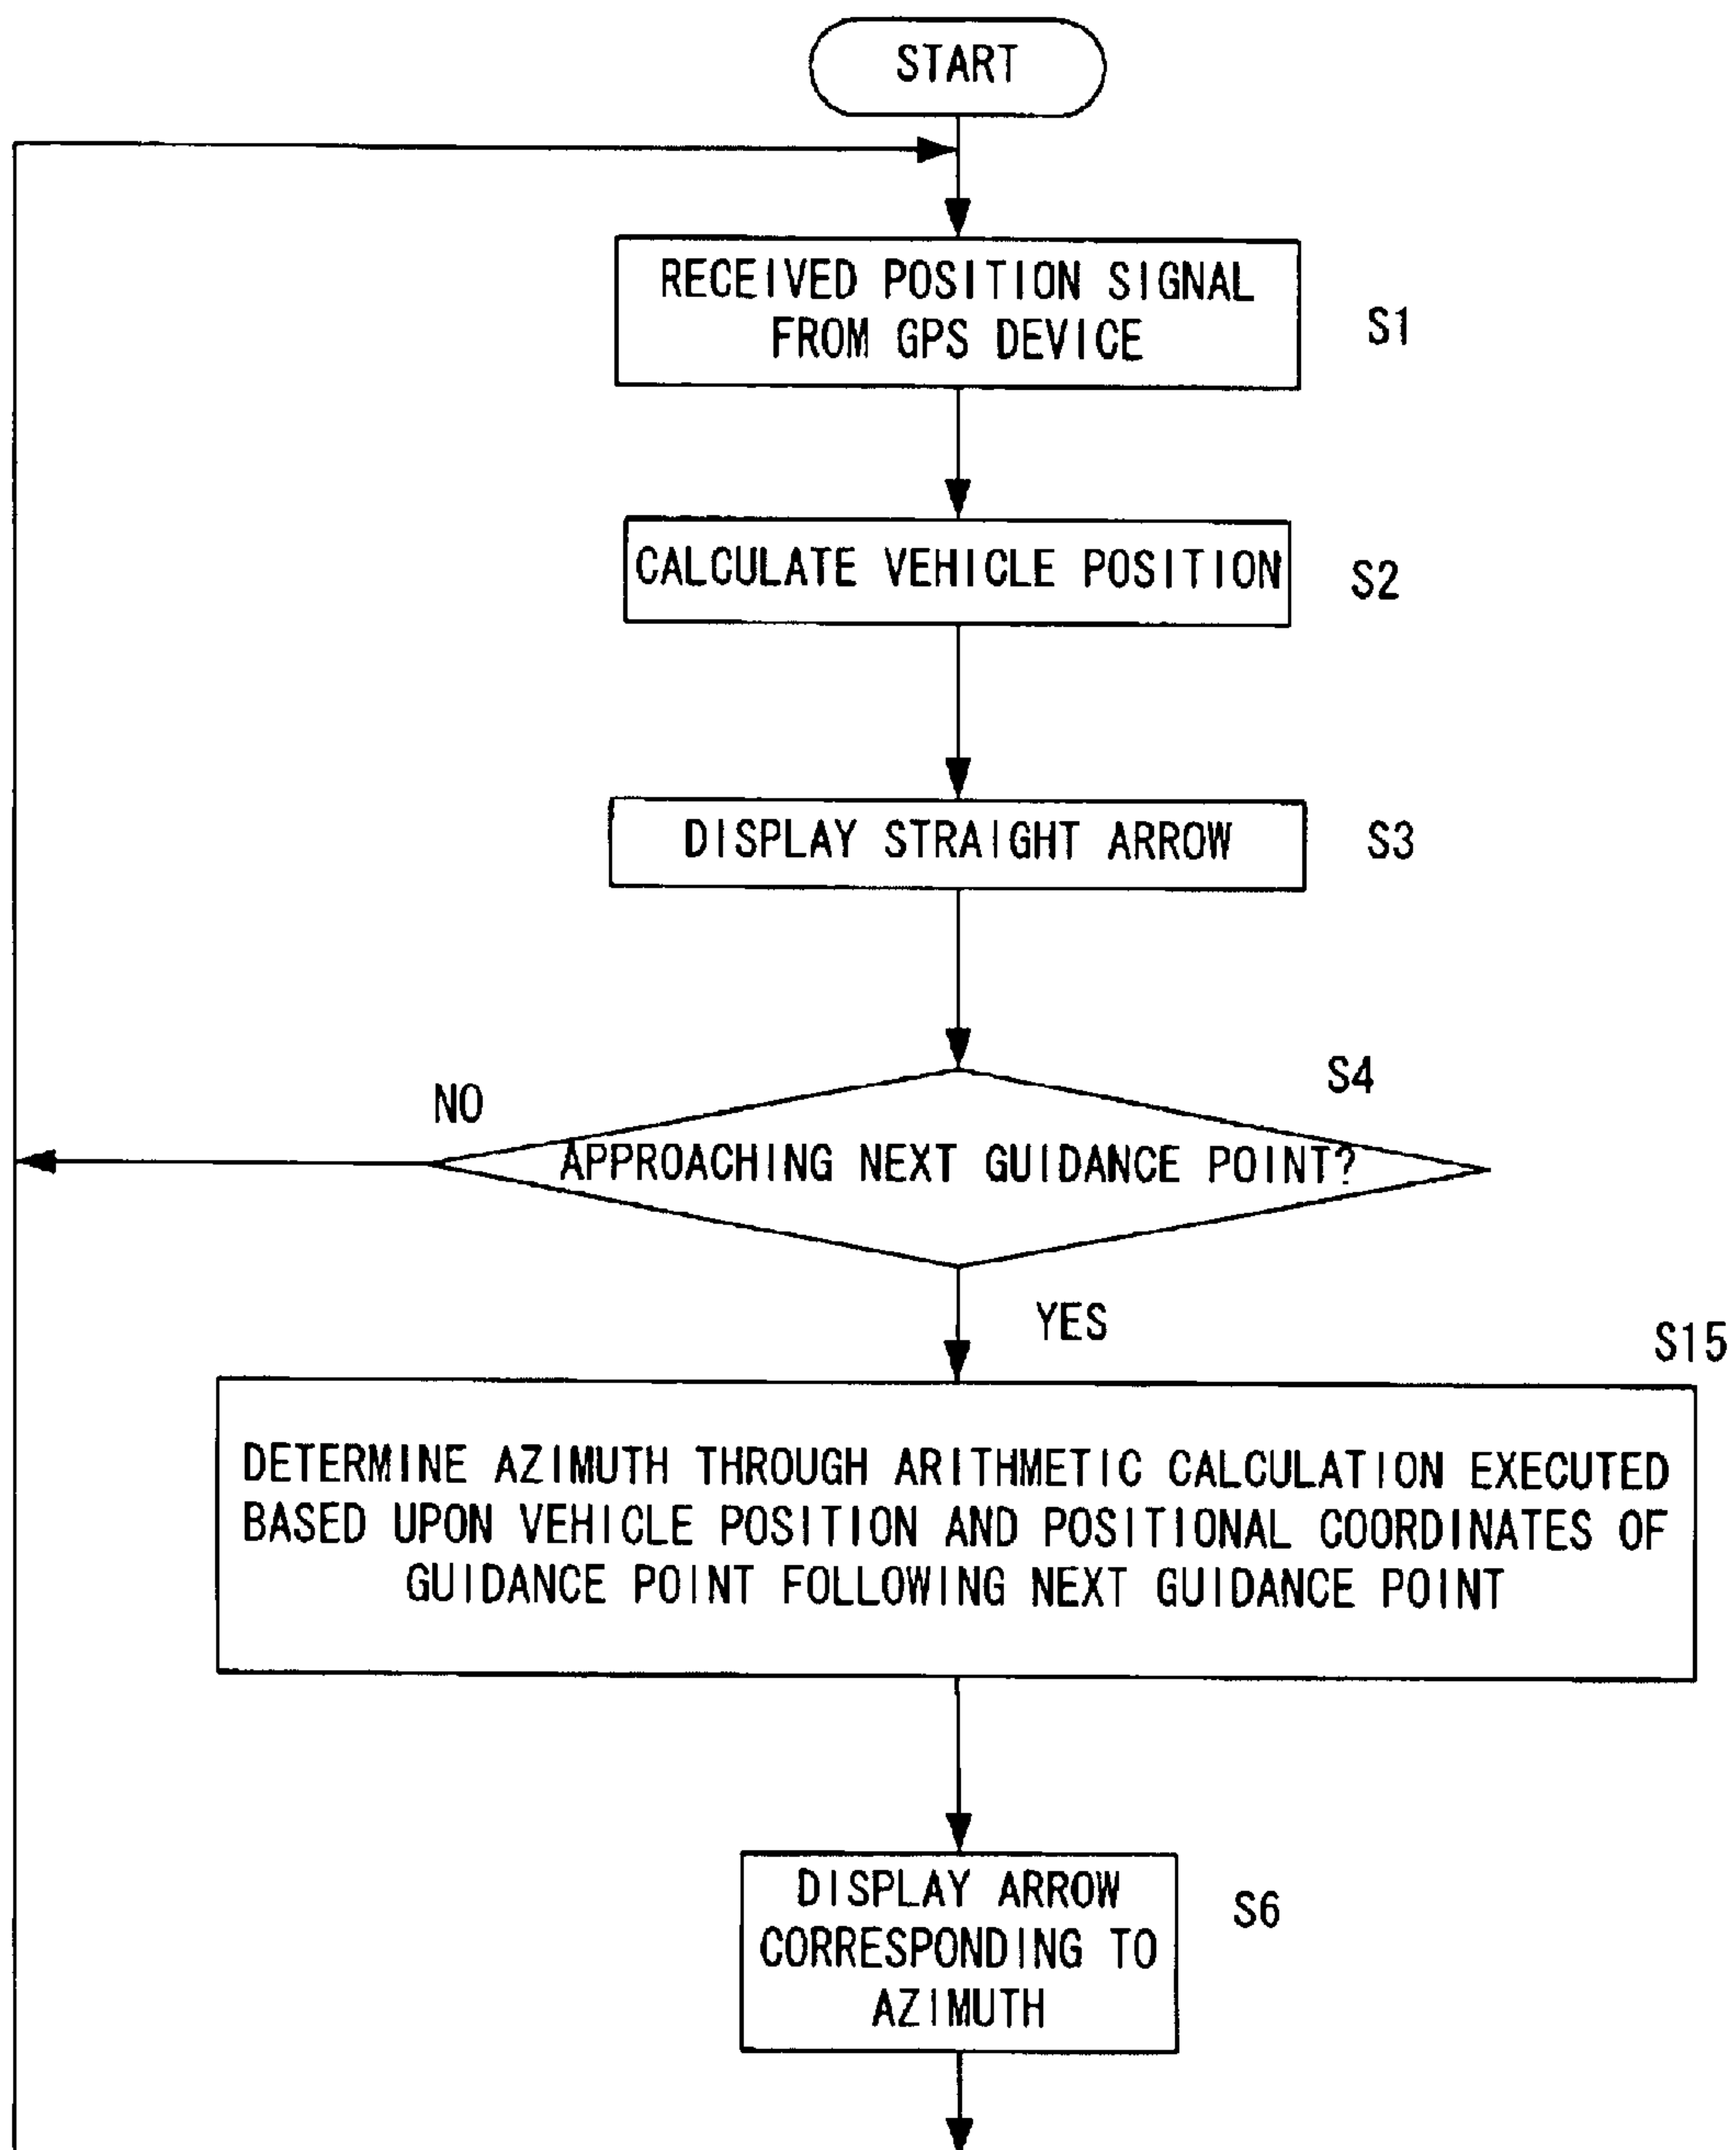 START
RECEIVED POSITION SIGNAL
FROM GPS DEVICE
S1
CALCULATE VEHICLE POSITION
S2
DISPLAY STRAIGHT ARROW
S3
S4
NO
APPROACHING NEXT GUIDANCE POINT?
YES
S15
DETERMINE AZIMUTH THROUGH ARITHMETIC CALCULATION EXECUTED
BASED UPON VEHICLE POSITION AND POSITIONAL COORDINATES OF
GUIDANCE POINT FOLLOWING NEXT GUIDANCE POINT
DISPLAY ARROW
CORRESPONDING TO
AZIMUTH
S6